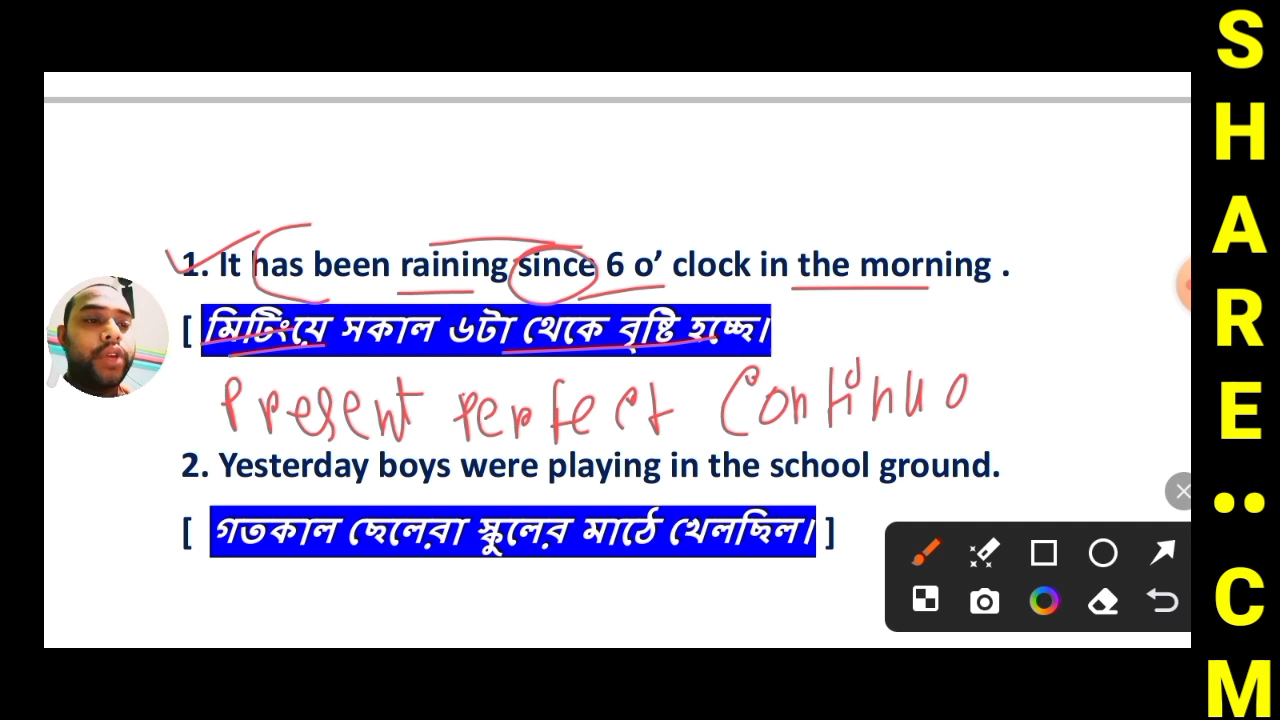 1. It has been raining since 6 o’ clock in the morning .
[ মিটিংয়ে সকাল ৬টা থেকে বৃষ্টি হচ্ছে।
Present Perfect Continuo
2. Yesterday boys were playing in the school ground.
[ গতকাল ছেলেরা স্কুলের মাঠে খেলছিল। ]
SHARE••CM